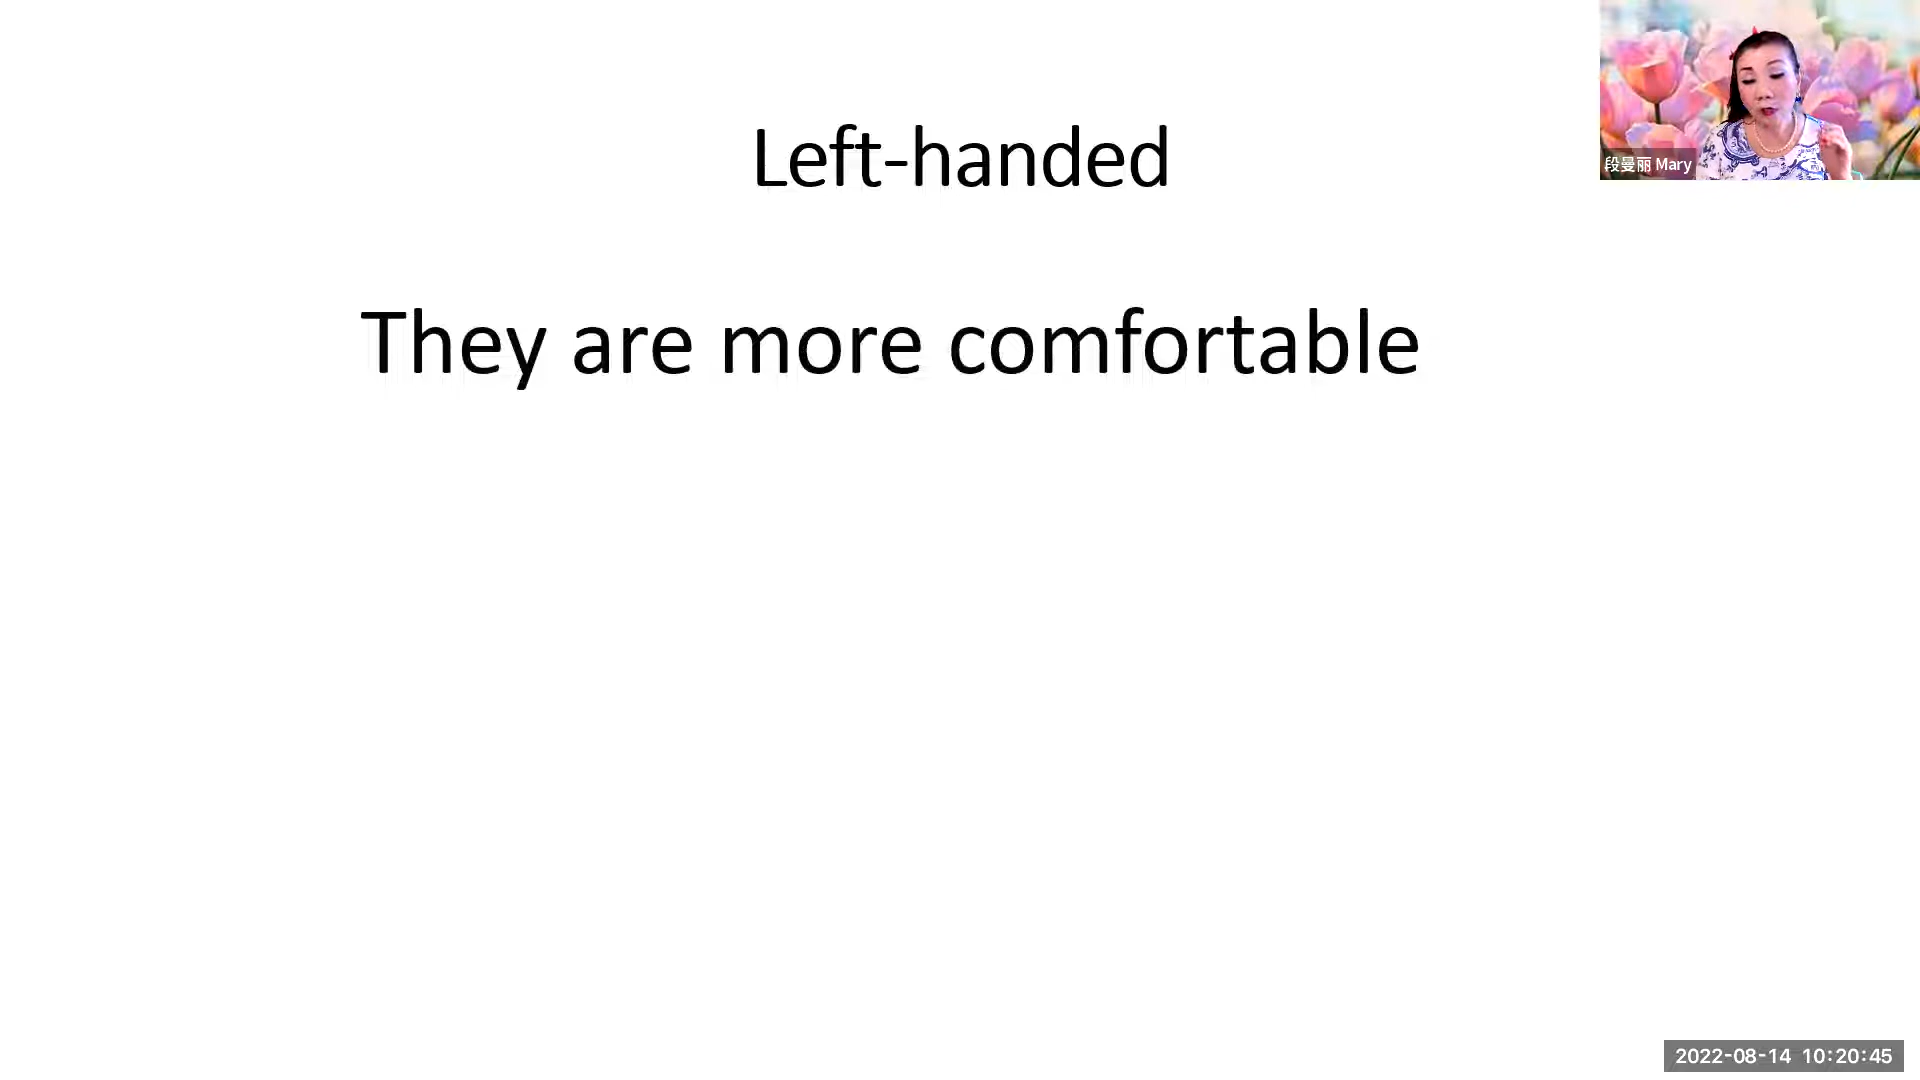 Left-handed
段曼丽 Mary
They are more comfortable
2022-08-14 10:20:45